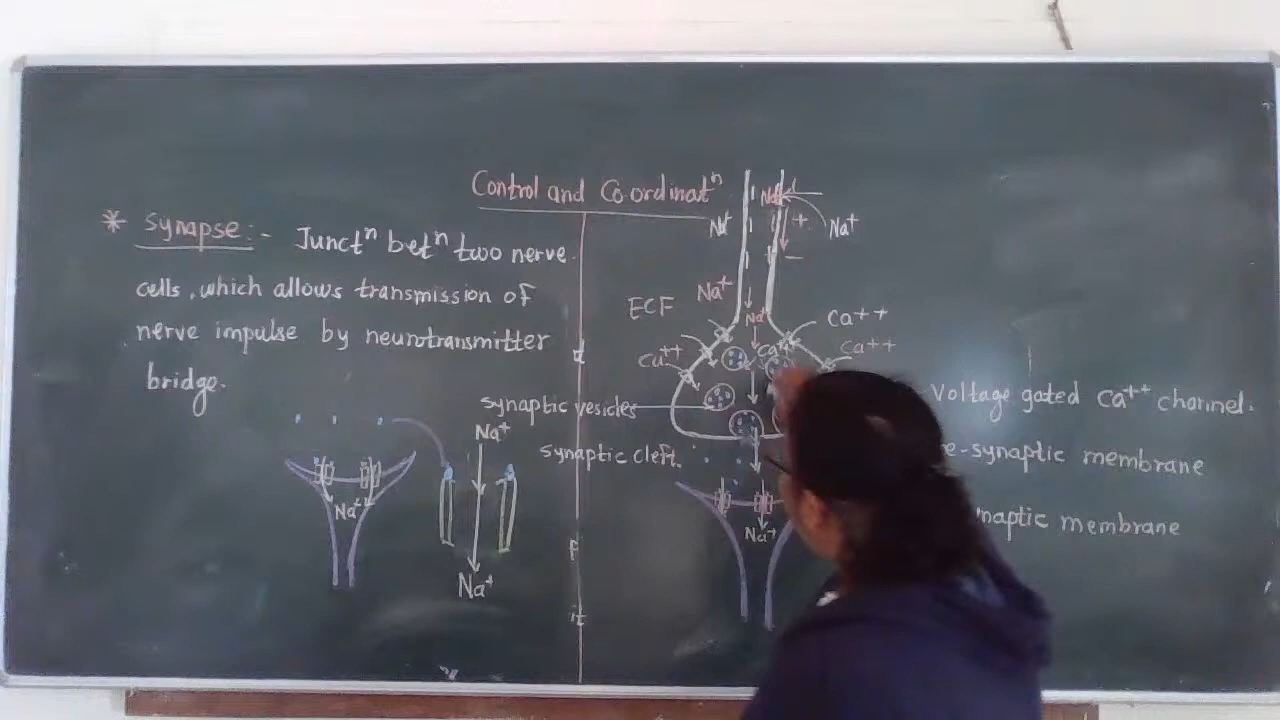 Control and Co-ordinatⁿ
* Synapse:- Junctⁿ betⁿ two nerve
cells, which allows transmission of
nerve impulse by neurotransmitter
bridge.
Na⁺
Na⁺
Na⁺
Na⁺
Na⁺
+
Na⁺
Na⁺
ECF
Na⁺
Ca++
Ca++
Ca++
Ca++
synaptic vesicles
synaptic cleft.
Na⁺
Voltage gated Ca⁺⁺ channel.
e-synaptic membrane
naptic membrane